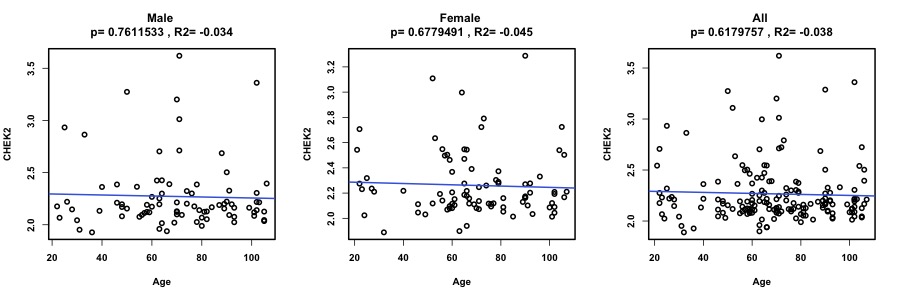 Male
p= 0.7611533 , R2= -0.034
CHEK2
3.5
3.0
2.5
2.0
20 40 60 80 100
Age
Female
p= 0.6779491 , R2= -0.045
CHEK2
3.2
3.0
2.8
2.6
2.4
2.2
2.0
20 40 60 80 100
Age
All
p= 0.6179757 , R2= -0.038
CHEK2
3.5
3.0
2.5
2.0
20 40 60 80 100
Age